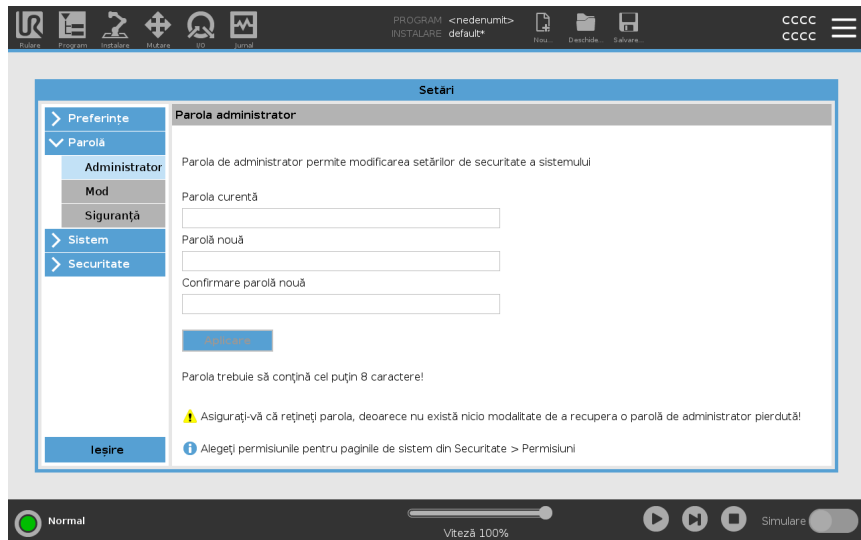 PROGRAM <nedenumit>
INSTALARE default*
CCCC
CCCC
Rulare Program Instalare Mutare I/O Jurnal Nou... Deschide... Salvare...
Setări
Preferințe
Parolă
Administrator
Mod
Siguranță
Sistem
Securitate
Ieșire
Parola administrator
Parola de administrator permite modificarea setărilor de securitate a sistemului
Parola curentă
Parolă nouă
Confirmare parolă nouă
Aplicare
Parola trebuie să conțină cel puțin 8 caractere!
Asigurați-vă că rețineți parola, deoarece nu există nicio modalitate de a recupera o parolă de administrator pierdută!
Alegeți permisiunile pentru paginile de sistem din Securitate > Permisiuni
Normal
Viteză 100%
Simulare